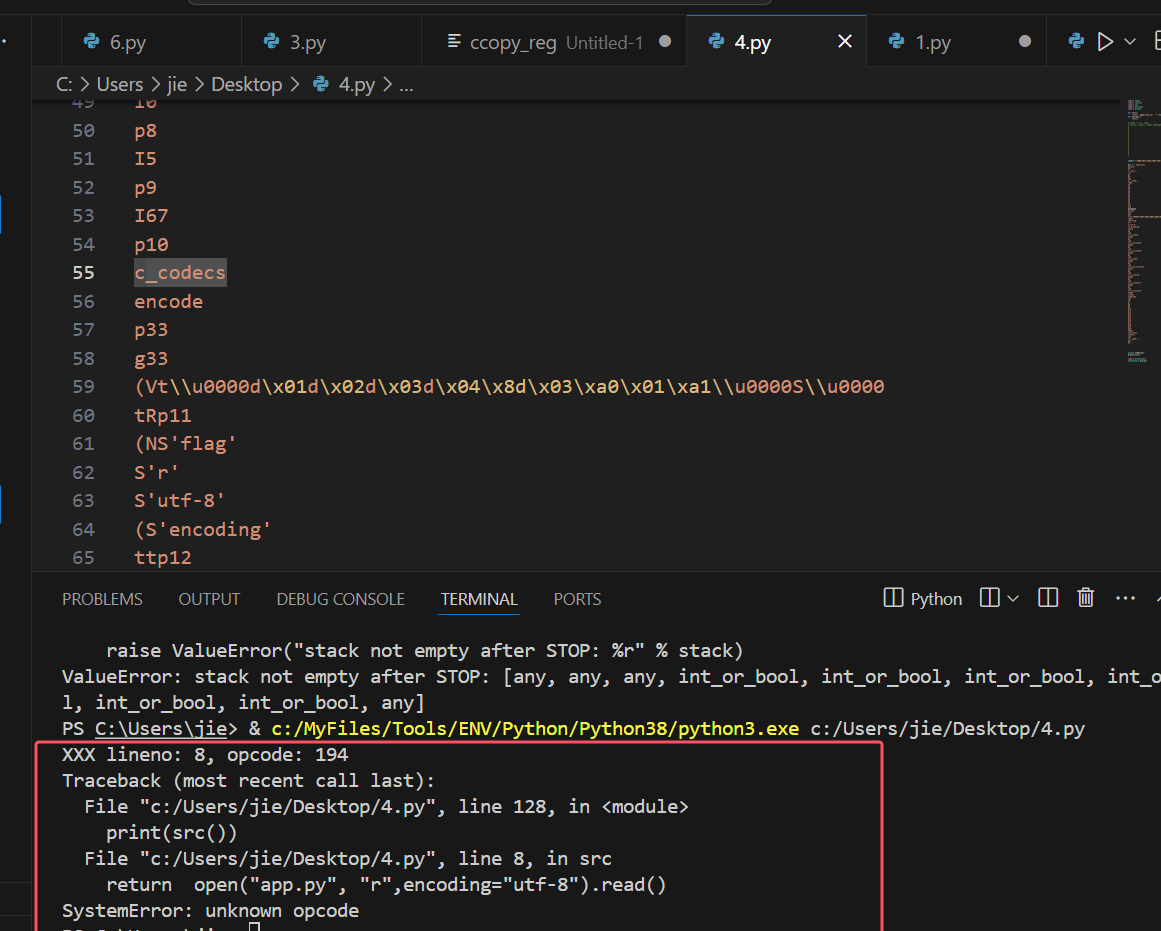 6.py
3.py
ccopy_reg Untitled-1
4.py
1.py
C: > Users > jie > Desktop > 4.py > ...
49 I0
50 p8
51 I5
52 p9
53 I67
54 p10
55 c_codecs
56 encode
57 p33
58 g33
59 (Vt\\u0000d\x01d\x02d\x03d\x04\x8d\x03\xa0\x01\xa1\\u0000S\\u0000
60 tRp11
61 (NS'flag'
62 S'r'
63 S'utf-8'
64 (S'encoding'
65 ttp12
PROBLEMS OUTPUT DEBUG CONSOLE TERMINAL PORTS
Python
raise ValueError("stack not empty after STOP: %r" % stack)
ValueError: stack not empty after STOP: [any, any, any, int_or_bool, int_or_bool, int_or_bool, int_o
l, int_or_bool, int_or_bool, any]
PS C:\Users\jie> & c:/MyFiles/Tools/ENV/Python/Python38/python3.exe c:/Users/jie/Desktop/4.py
XXX lineno: 8, opcode: 194
Traceback (most recent call last):
File "c:/Users/jie/Desktop/4.py", line 128, in <module>
print(src())
File "c:/Users/jie/Desktop/4.py", line 8, in src
return  open("app.py", "r",encoding="utf-8").read()
SystemError: unknown opcode